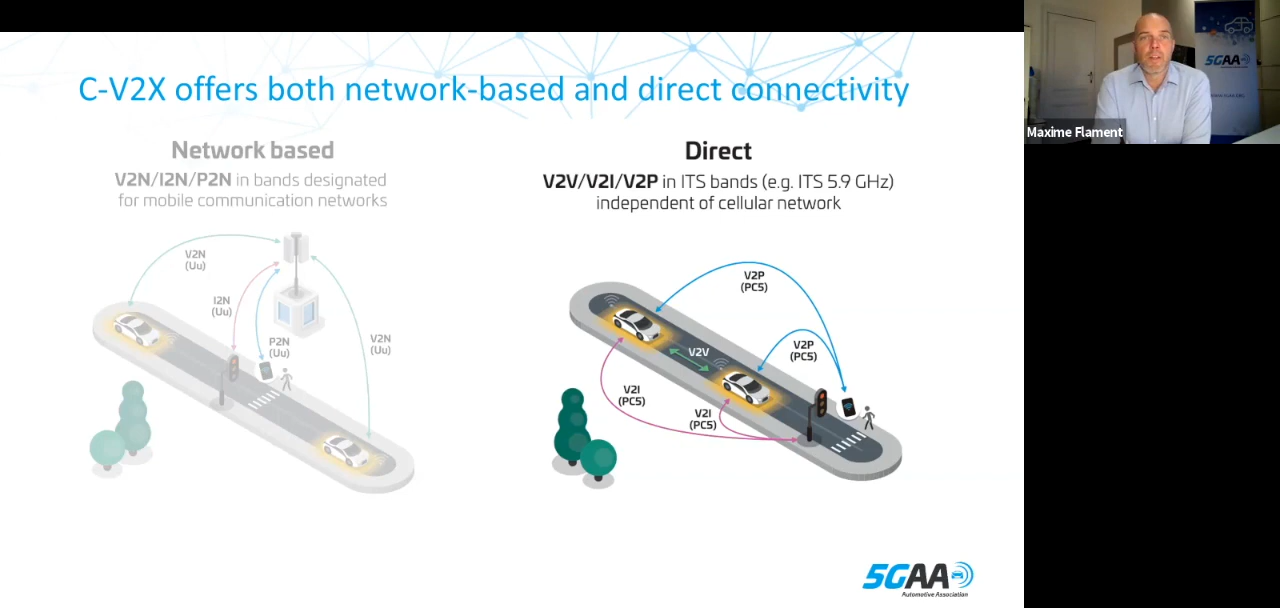 C-V2X offers both network-based and direct connectivity
Network based
V2N/I2N/P2N in bands designated
for mobile communication networks
V2N
(Uu)
I2N
(Uu)
P2N
(Uu)
V2N
(Uu)
Direct
V2V/V2I/V2P in ITS bands (e.g. ITS 5.9 GHz)
independent of cellular network
V2P
(PC5)
V2V
V2P
(PC5)
V2I
(PC5)
V2I
(PC5)
5GAA
Automotive Association
5GAA
Maxime Flament